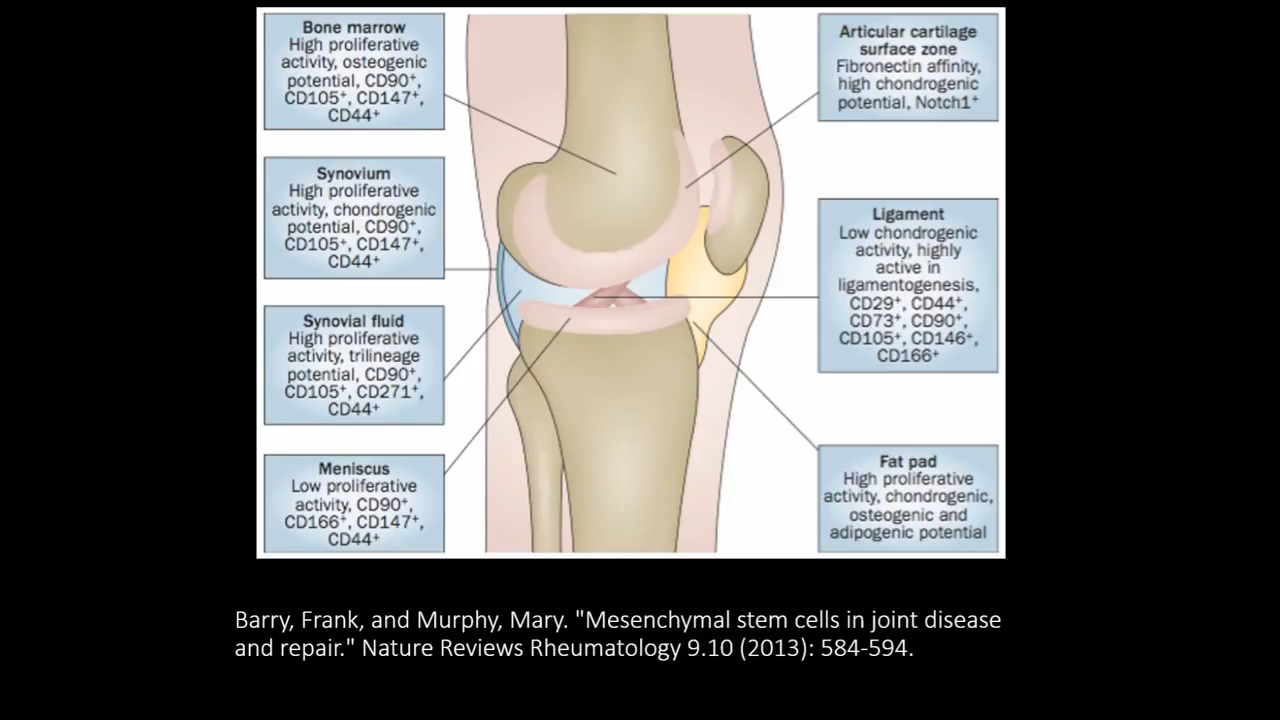 Bone marrow
High proliferative
activity, osteogenic
potential, CD90⁺,
CD105⁺, CD147⁺,
CD44⁺
Synovium
High proliferative
activity, chondrogenic
potential, CD90⁺,
CD105⁺, CD147⁺,
CD44⁺
Synovial fluid
High proliferative
activity, trilineage
potential, CD90⁺,
CD105⁺, CD271⁺,
CD44⁺
Meniscus
Low proliferative
activity, CD90⁺,
CD166⁺, CD147⁺,
CD44⁺
Articular cartilage
surface zone
Fibronectin affinity,
high chondrogenic
potential, Notch1⁺
Ligament
Low chondrogenic
activity, highly
active in
ligamentogenesis,
CD29⁺, CD44⁺,
CD73⁺, CD90⁺,
CD105⁺, CD146⁺,
CD166⁺
Fat pad
High proliferative
activity, chondrogenic,
osteogenic and
adipogenic potential
Barry, Frank, and Murphy, Mary. "Mesenchymal stem cells in joint disease
and repair." Nature Reviews Rheumatology 9.10 (2013): 584-594.